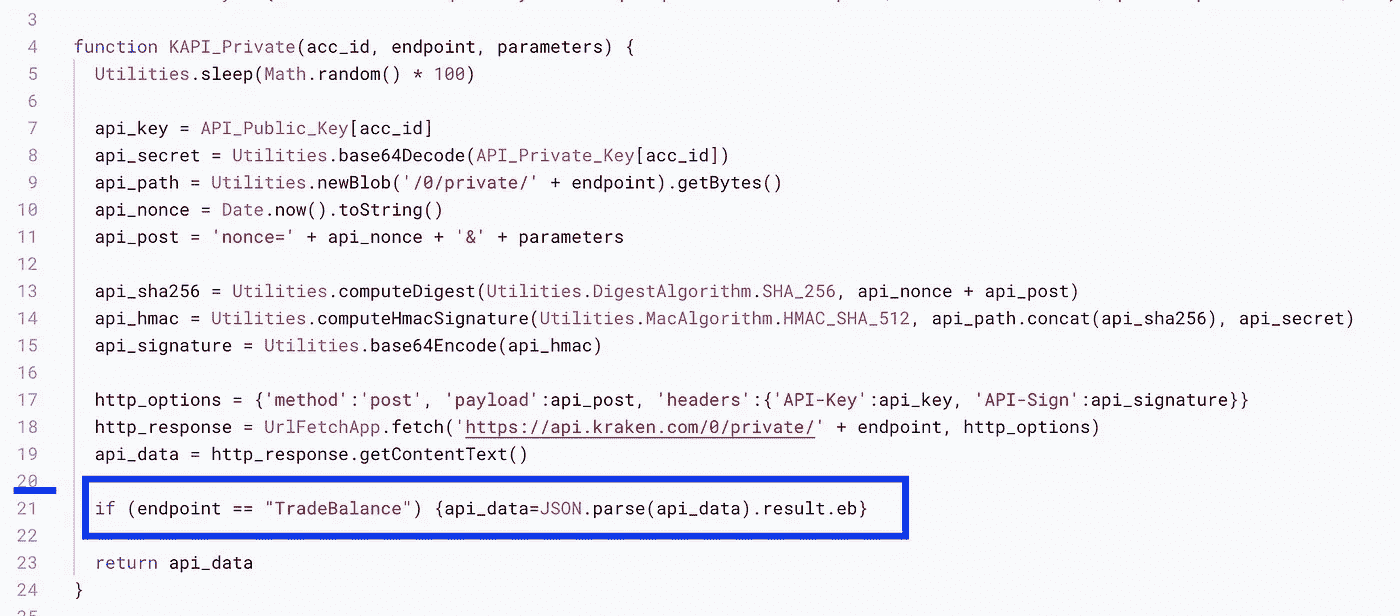 3
4 function KAPI_Private(acc_id, endpoint, parameters) {
5 Utilities.sleep(Math.random() * 100)
6
7 api_key = API_Public_Key[acc_id]
8 api_secret = Utilities.base64Decode(API_Private_Key[acc_id])
9 api_path = Utilities.newBlob('/0/private/' + endpoint).getBytes()
10 api_nonce = Date.now().toString()
11 api_post = 'nonce=' + api_nonce + '&' + parameters
12
13 api_sha256 = Utilities.computeDigest(Utilities.DigestAlgorithm.SHA_256, api_nonce + api_post)
14 api_hmac = Utilities.computeHmacSignature(Utilities.MacAlgorithm.HMAC_SHA_512, api_path.concat(api_sha256), api_secret)
15 api_signature = Utilities.base64Encode(api_hmac)
16
17 http_options = {'method':'post', 'payload':api_post, 'headers':{'API-Key':api_key, 'API-Sign':api_signature}}
18 http_response = UrlFetchApp.fetch('https://api.kraken.com/0/private/' + endpoint, http_options)
19 api_data = http_response.getContentText()
20
21 if (endpoint == "TradeBalance") {api_data=JSON.parse(api_data).result.eb}
22
23 return api_data
24 }